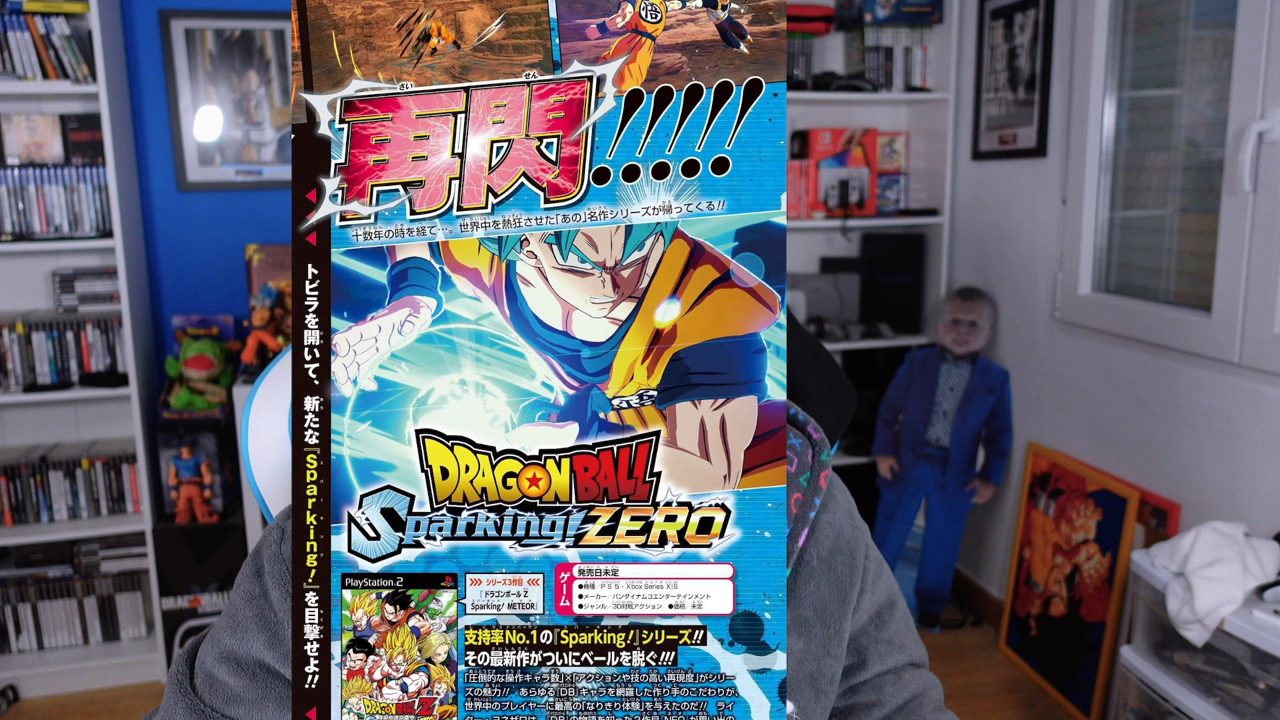 再閃!!!!!
十数年の時を経て…。世界中を熱狂させた「あの」名作シリーズが帰ってくる!!
トビラを開いて、新たな『Sparking!』を目撃せよ!!
DRAGON BALL
Sparking! ZERO
PlayStation.2
シリーズ3作目
『ドラゴンボールZ
Sparking! METEOR』
ゲーム
発売日未定
●機種/PS5・Xbox Series X|S
●メーカー/バンダイナムコエンターテインメント
●ジャンル/3D対戦アクション ●価格/未定
支持率No.1の『Sparking!』シリーズ!!
その最新作がついにベールを脱ぐ!!!
「圧倒的な操作キャラ数」×「アクションや技の高い再現度」がシリー
ズの魅力!! あらゆる「DB」キャラを網羅した作り手のこだわりが、
世界中のプレイヤーに最高の「なりきり体験」を与えたのだ!!
DRAGON BALL Z